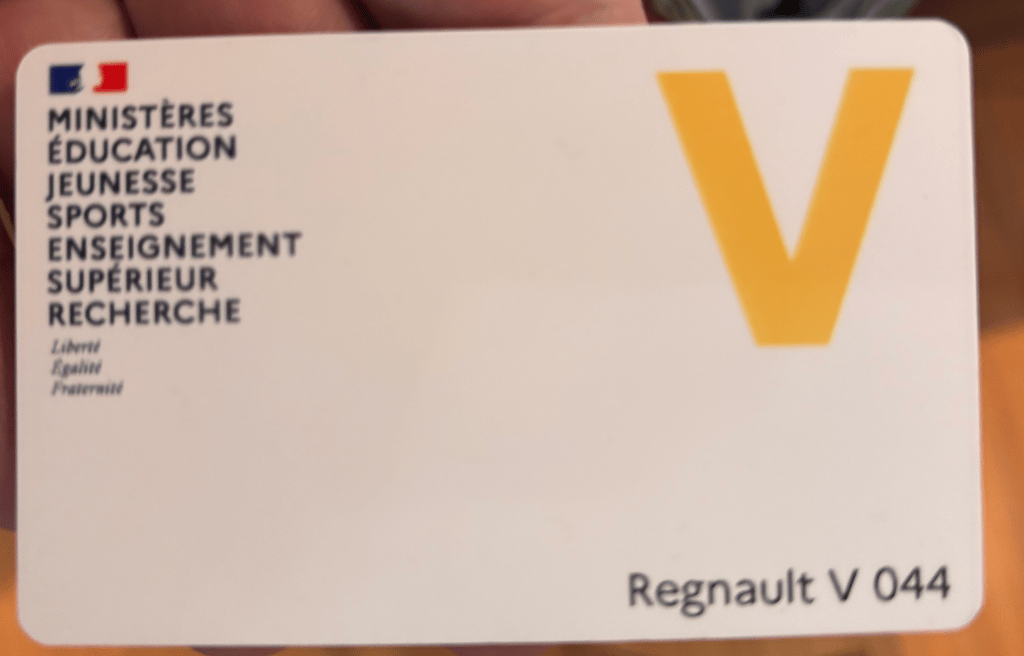 MINISTÈRES
ÉDUCATION
JEUNESSE
SPORTS
ENSEIGNEMENT
SUPÉRIEUR
RECHERCHE
Liberté
Égalité
Fraternité
V
Regnault V 044